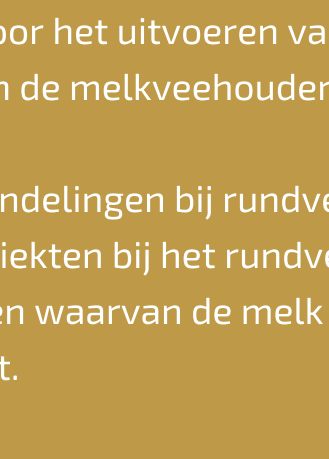 oor het uitvoeren va
n de melkveehouder
ndelingen bij rundve
iekten bij het rundve
en waarvan de melk
t.